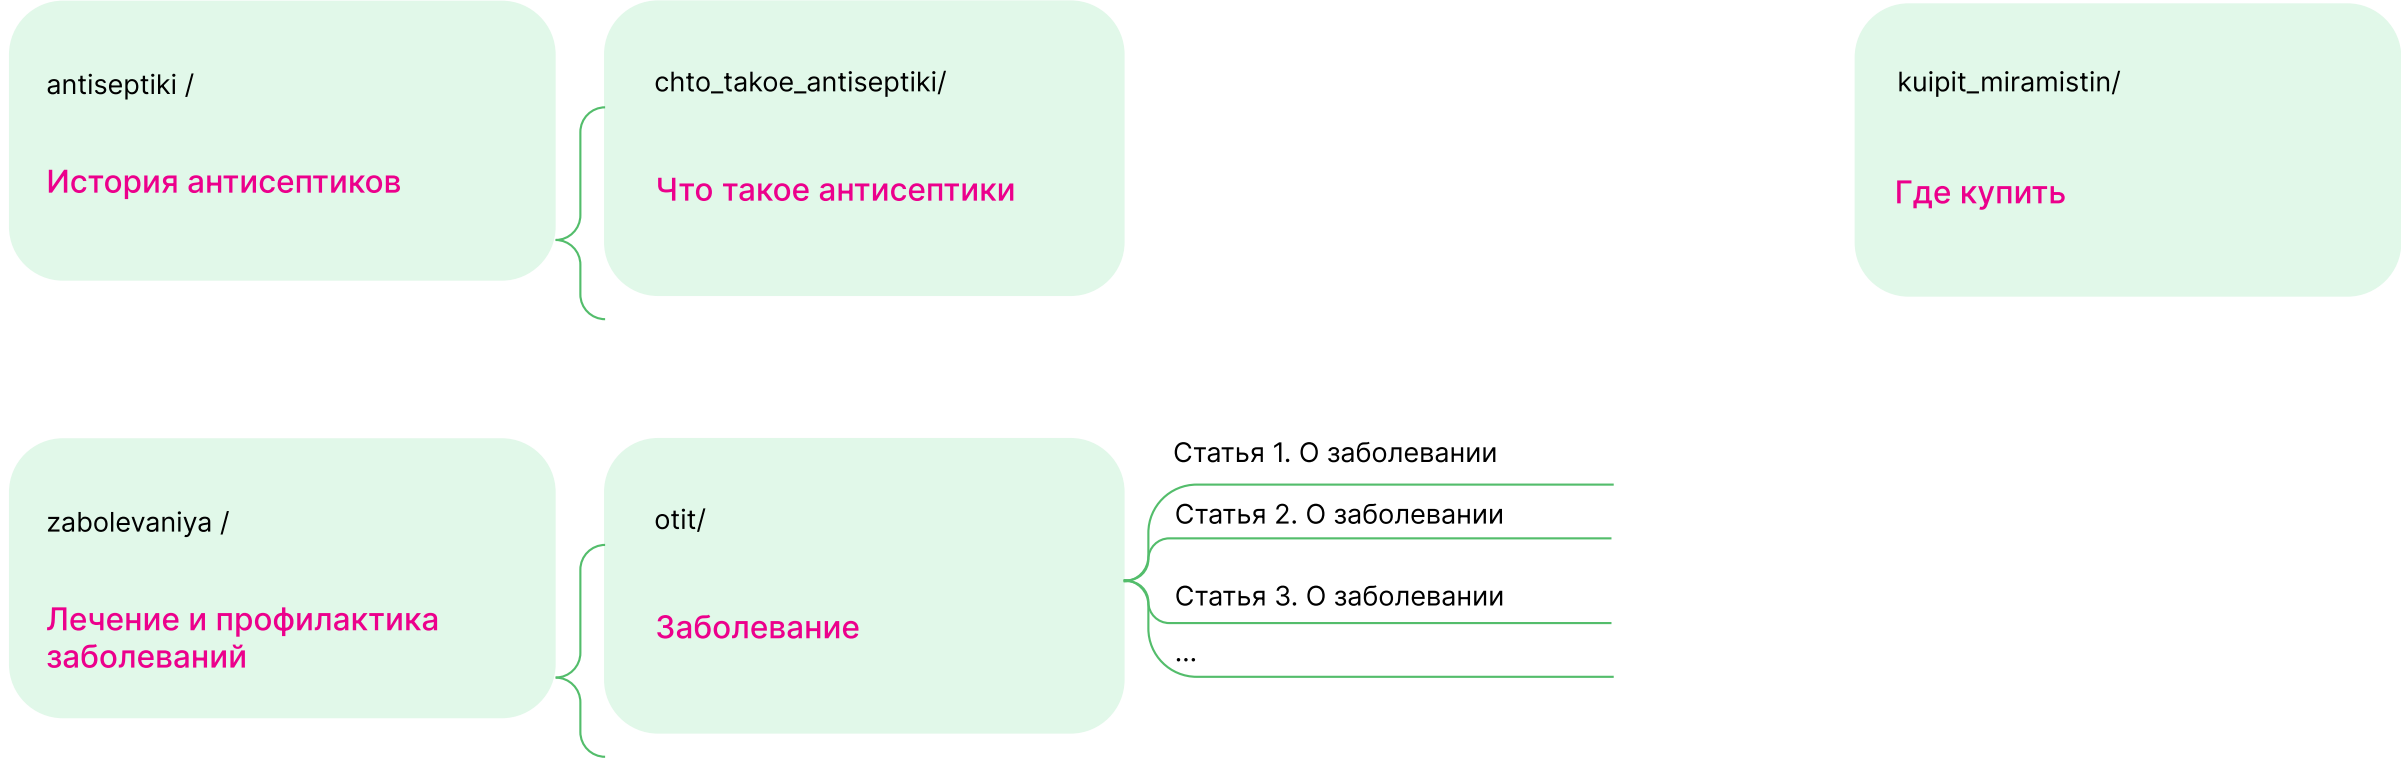 antiseptiki /
История антисептиков
chto_takoe_antiseptiki/
Что такое антисептики
kuipit_miramistin/
Где купить
zabolevaniya /
Лечение и профилактика
заболеваний
otit/
Заболевание
Статья 1. О заболевании
Статья 2. О заболевании
Статья 3. О заболевании
...